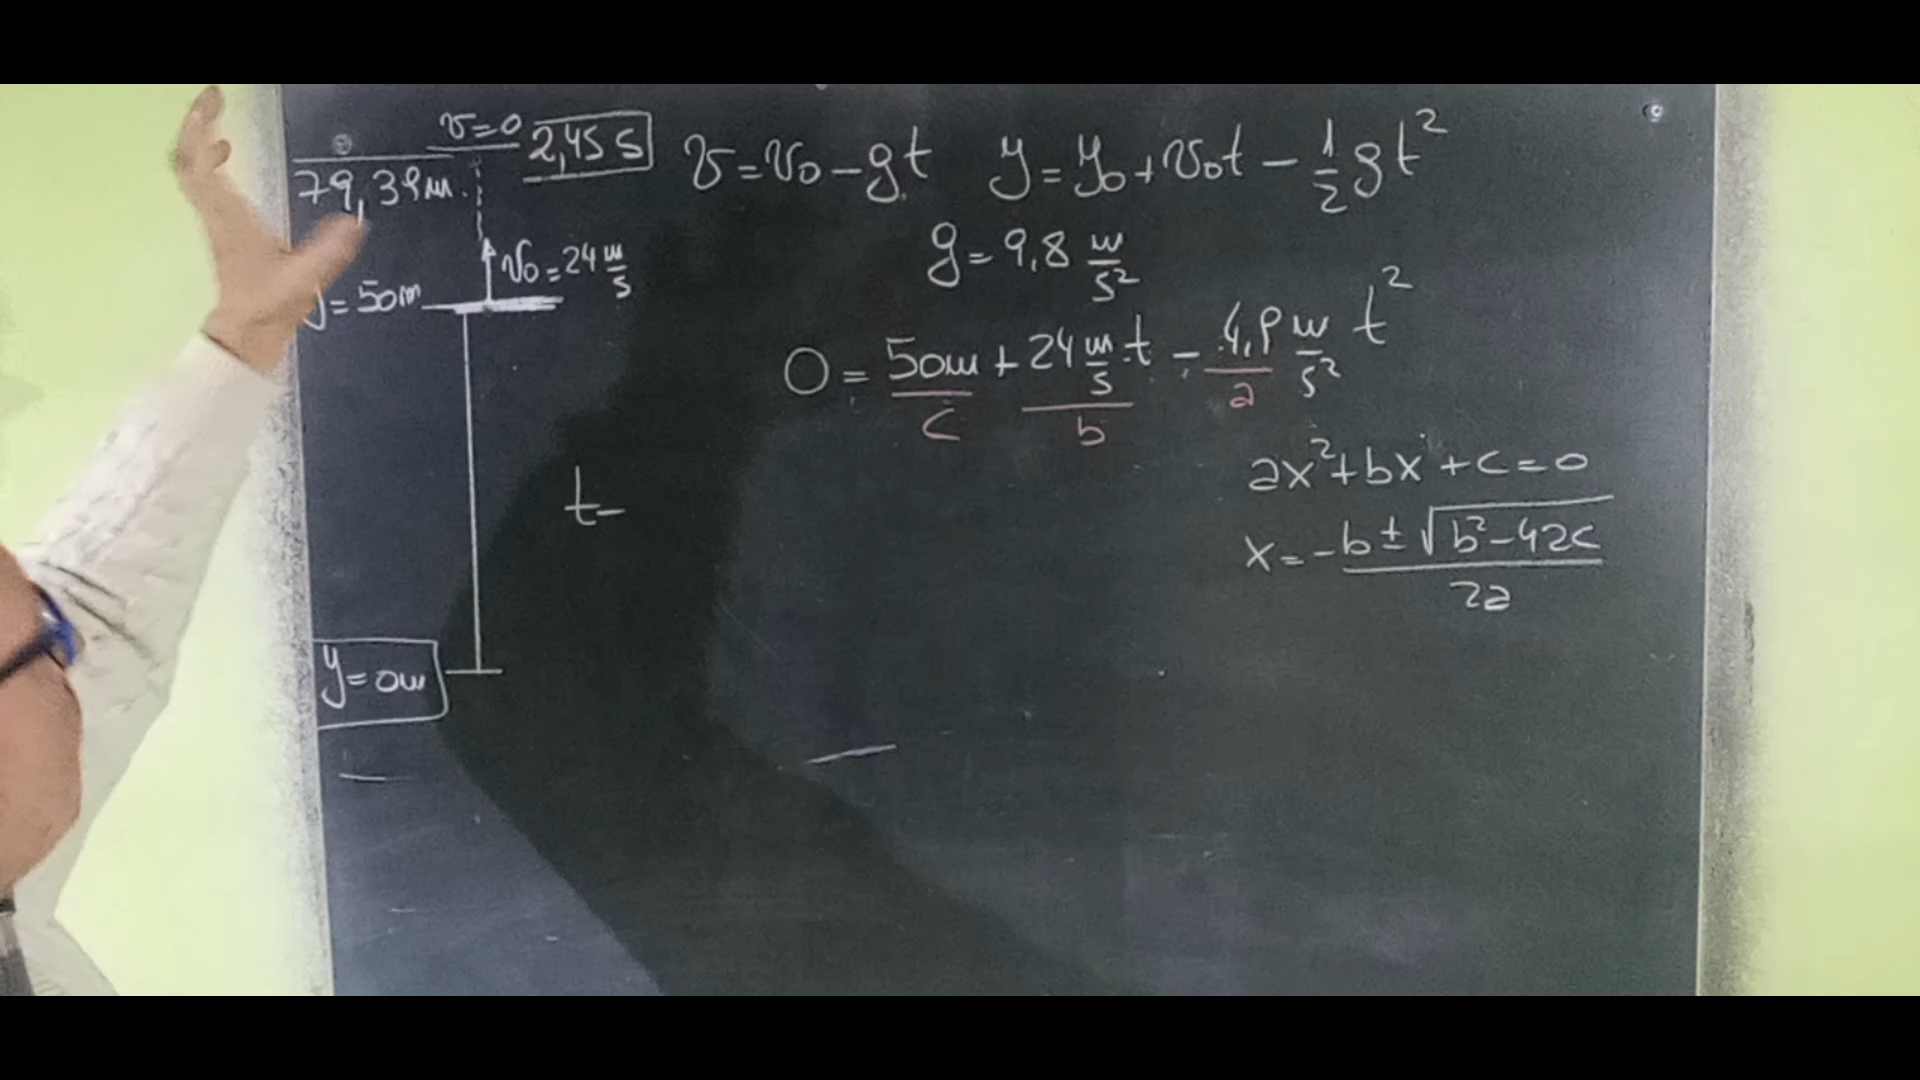 v=0 2,45 s
v=v₀-gt y=y₀+v₀t-½gt²
79,39m.
g=9,8 m/s²
v₀=24 m/s
y=50m
0=50m+24 m/s·t-4,9 m/s² t²
c b a
ax²+bx+c=0
t-
x=-b±√b²-4ac/2a
y=0m